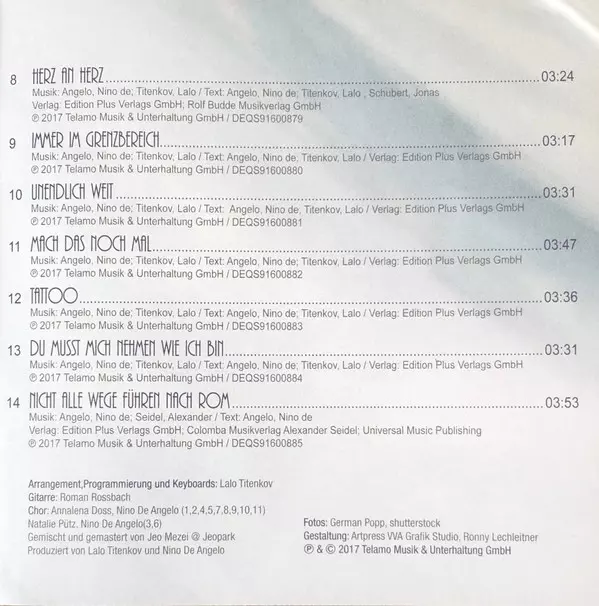 8 HERZ AN HERZ 03:24
Musik: Angelo, Nino de; Titenkov, Lalo / Text: Angelo, Nino de; Titenkov, Lalo , Schubert, Jonas
Verlag: Edition Plus Verlags GmbH; Rolf Budde Musikverlag GmbH
℗ 2017 Telamo Musik & Unterhaltung GmbH / DEQS91600879
9 IMMER IM GRENZBEREICH 03:17
Musik: Angelo, Nino de; Titenkov, Lalo / Text: Angelo, Nino de; Titenkov, Lalo / Verlag: Edition Plus Verlags GmbH
℗ 2017 Telamo Musik & Unterhaltung GmbH / DEQS91600880
10 UNENDLICH WEIT 03:31
Musik: Angelo, Nino de; Titenkov, Lalo / Text: Angelo, Nino de; Titenkov, Lalo / Verlag: Edition Plus Verlags GmbH
℗ 2017 Telamo Musik & Unterhaltung GmbH / DEQS91600881
11 MACH DAS NOCH MAL 03:47
Musik: Angelo, Nino de; Titenkov, Lalo / Text: Angelo, Nino de; Titenkov, Lalo / Verlag: Edition Plus Verlags GmbH
℗ 2017 Telamo Musik & Unterhaltung GmbH / DEQS91600882
12 TATTOO 03:36
Musik: Angelo, Nino de; Titenkov, Lalo / Text: Angelo, Nino de; Titenkov, Lalo / Verlag: Edition Plus Verlags GmbH
℗ 2017 Telamo Musik & Unterhaltung GmbH / DEQS91600883
13 DU MUSST MICH NEHMEN WIE ICH BIN 03:31
Musik: Angelo, Nino de; Titenkov, Lalo / Text: Angelo, Nino de; Titenkov, Lalo / Verlag: Edition Plus Verlags GmbH
℗ 2017 Telamo Musik & Unterhaltung GmbH / DEQS91600884
14 NICHT ALLE WEGE FÜHREN NACH ROM 03:53
Musik: Angelo, Nino de; Seidel, Alexander / Text: Angelo, Nino de
Verlag: Edition Plus Verlags GmbH; Colomba Musikverlag Alexander Seidel; Universal Music Publishing
℗ 2017 Telamo Musik & Unterhaltung GmbH / DEQS91600885
Arrangement,Programmierung und Keyboards: Lalo Titenkov
Gitarre: Roman Rossbach
Chor: Annalena Doss, Nino De Angelo (1,2,4,5,7,8,9,10,11)
Natalie Pütz, Nino De Angelo(3,6)
Gemischt und gemastert von Jeo Mezei @ Jeopark
Produziert von Lalo Titenkov und Nino De Angelo
Fotos: German Popp, shutterstock
Gestaltung: Artpress VVA Grafik Studio, Ronny Lechleitner
℗ & © 2017 Telamo Musik & Unterhaltung GmbH